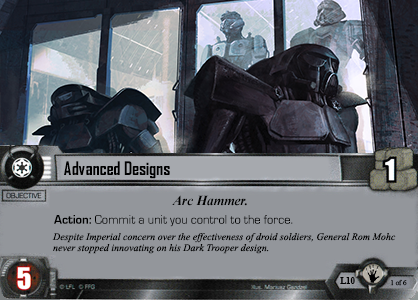 Advanced Designs
1
OBJECTIVE
Arc Hammer.
Action: Commit a unit you control to the force.
Despite Imperial concern over the effectiveness of droid soldiers, General Rom Mohc
never stopped innovating on his Dark Trooper design.
5
© LFL © FFG
Illus. Mariusz Gandzel
L10
1 of 6